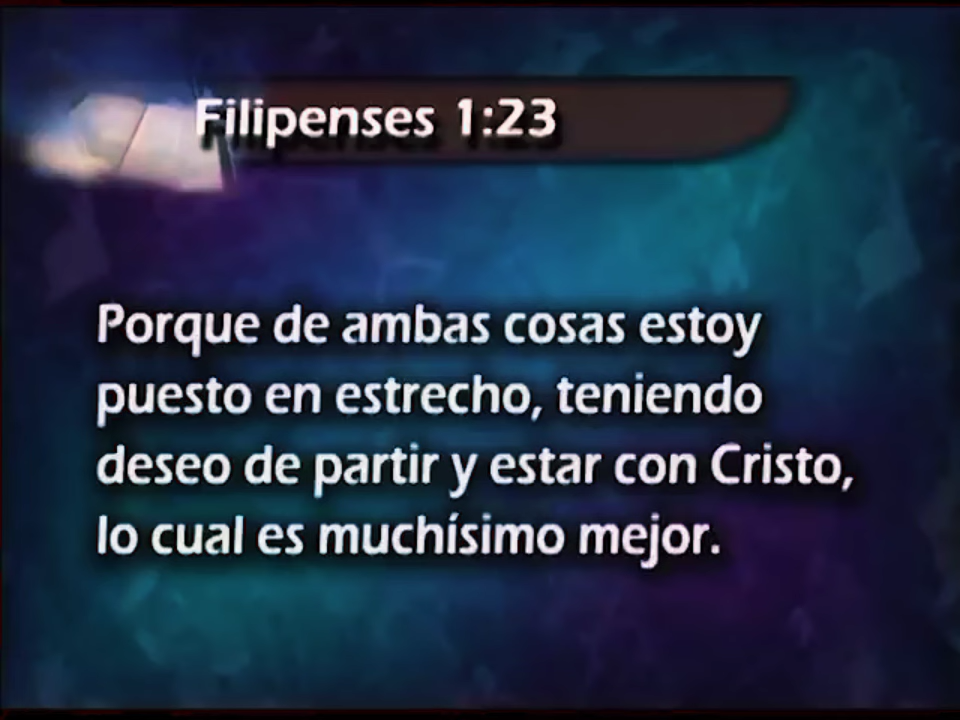 Filipenses 1:23
Porque de ambas cosas estoy
puesto en estrecho, teniendo
deseo de partir y estar con Cristo,
lo cual es muchísimo mejor.